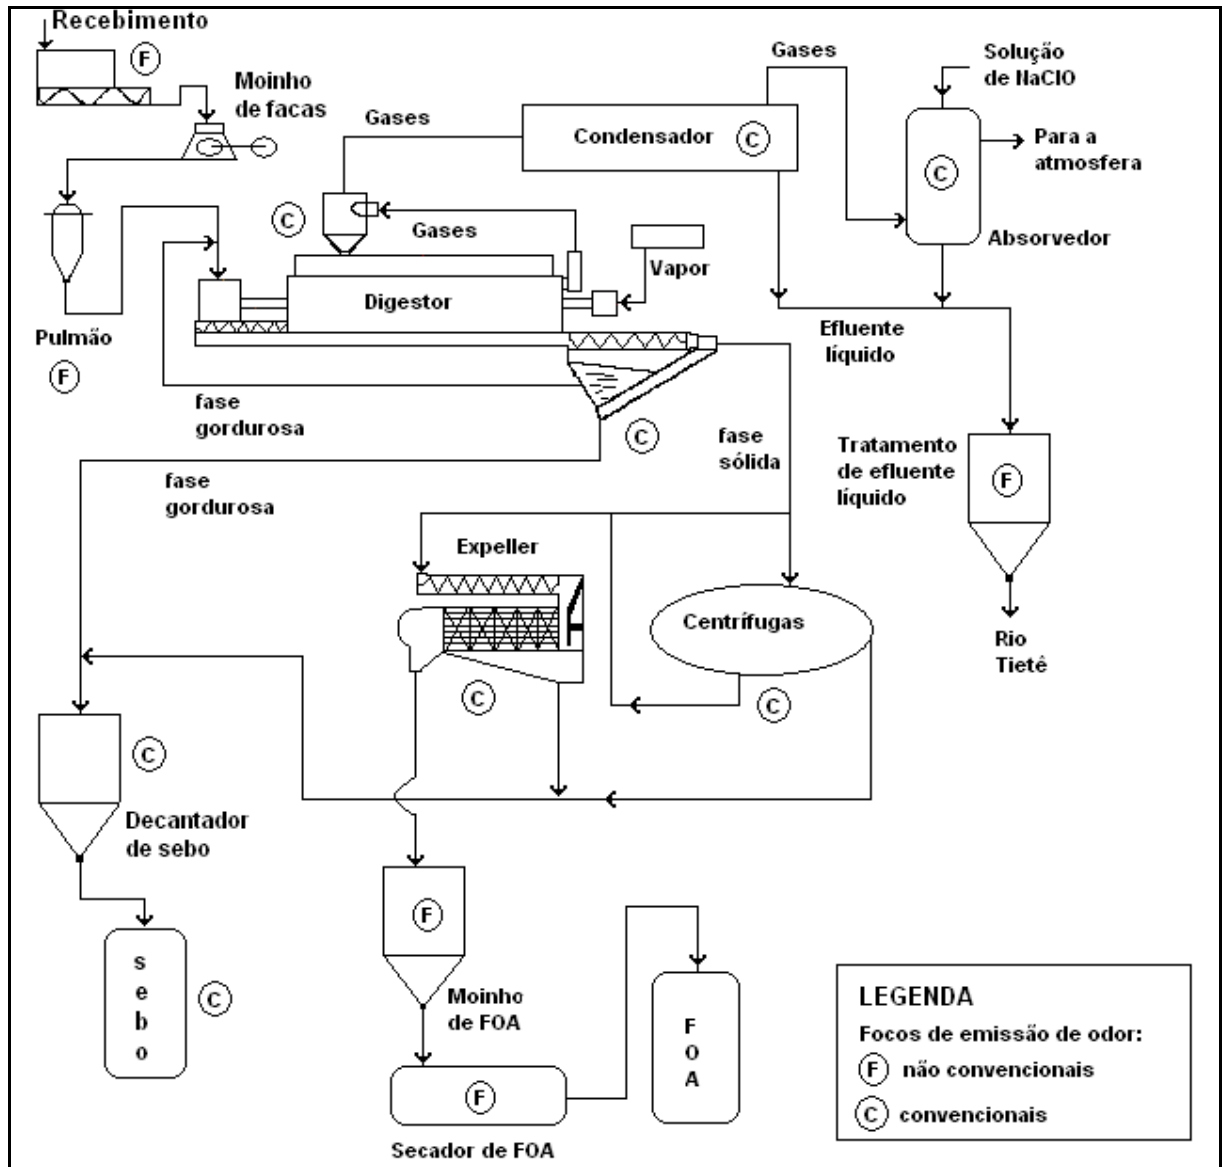 Recebimento
F
Moinho
de facas
Gases
Condensador
C
Gases
Solução
de NaClO
C
Para a
atmosfera
Absorvedor
C
Gases
Vapor
Digestor
Pulmão
F
fase
gordurosa
C
Efluente
líquido
fase
gordurosa
fase
sólida
Tratamento
de efluente
líquido
F
Rio
Tietê
Expeller
C
Centrífugas
C
C
Decantador
de sebo
s
e
b
o
C
F
Moinho
de FOA
F
Secador de FOA
F
O
A
LEGENDA
Focos de emissão de odor:
F não convencionais
C convencionais